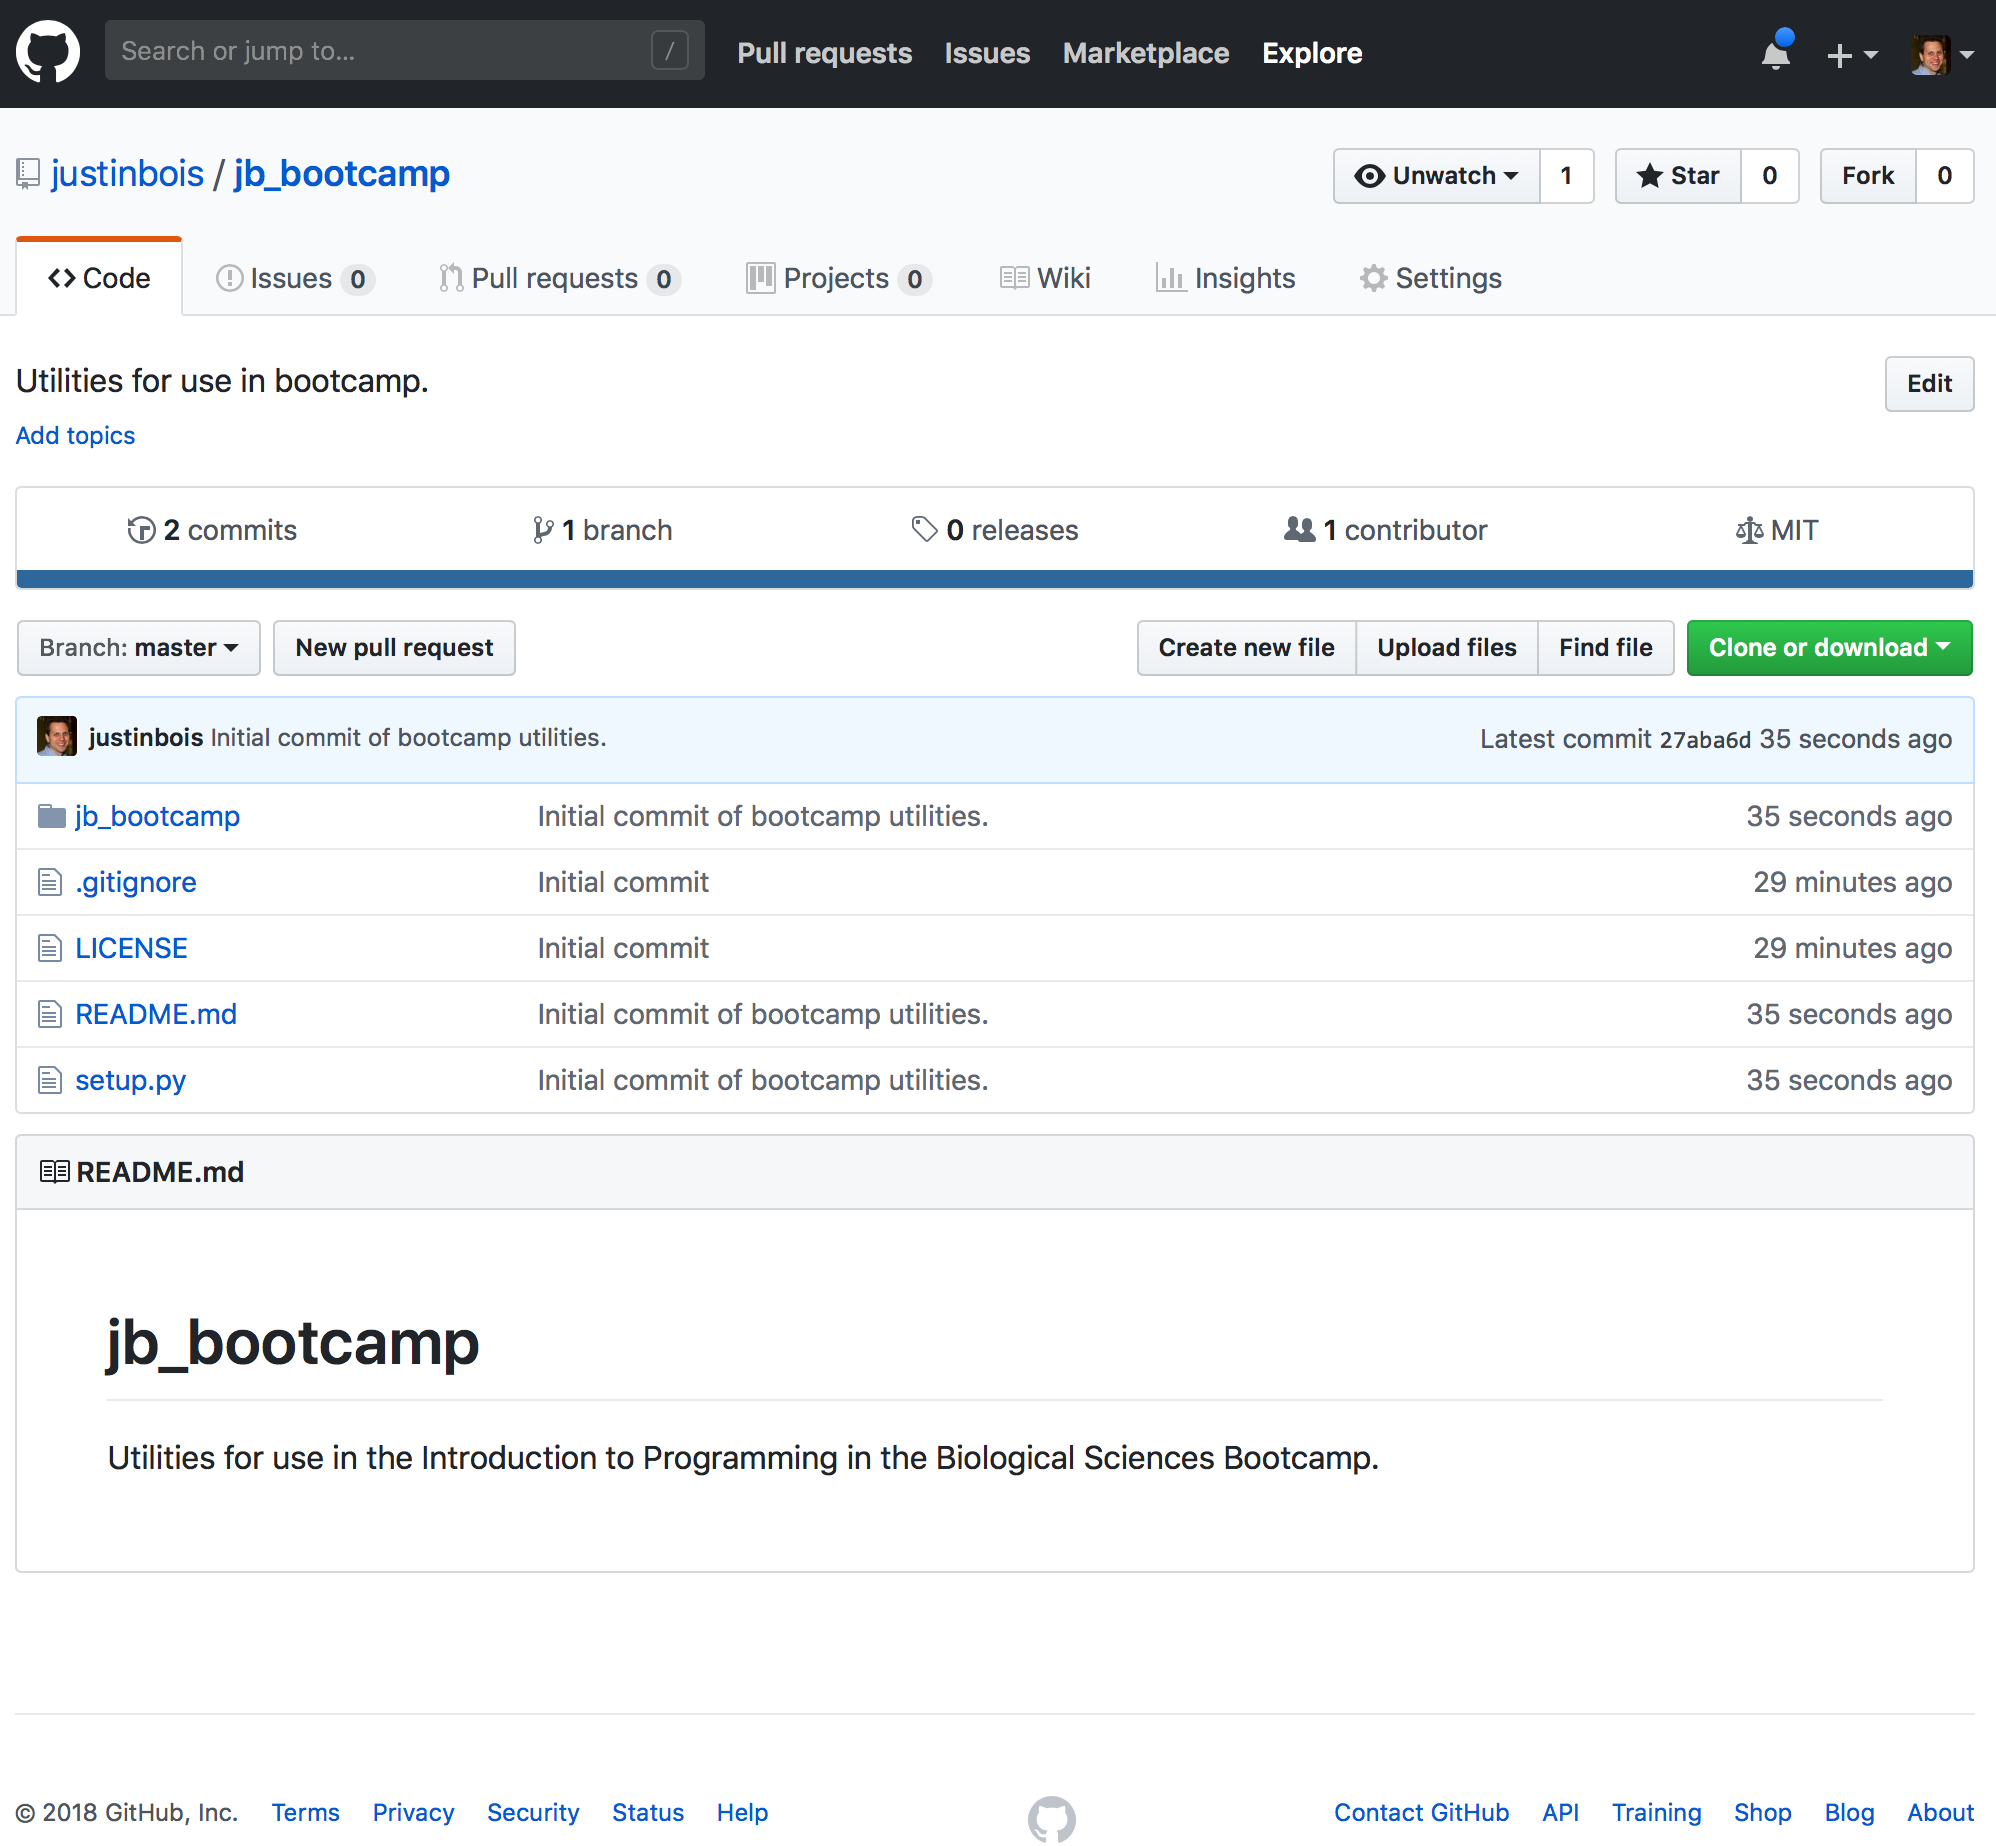 Search or jump to... / Pull requests Issues Marketplace Explore
justinbois / jb_bootcamp Unwatch 1 Star 0 Fork 0
Code Issues 0 Pull requests 0 Projects 0 Wiki Insights Settings
Utilities for use in bootcamp. Edit
Add topics
2 commits 1 branch 0 releases 1 contributor MIT
Branch: master New pull request Create new file Upload files Find file Clone or download
justinbois Initial commit of bootcamp utilities. Latest commit 27aba6d 35 seconds ago
jb_bootcamp Initial commit of bootcamp utilities. 35 seconds ago
.gitignore Initial commit 29 minutes ago
LICENSE Initial commit 29 minutes ago
README.md Initial commit of bootcamp utilities. 35 seconds ago
setup.py Initial commit of bootcamp utilities. 35 seconds ago
README.md
jb_bootcamp
Utilities for use in the Introduction to Programming in the Biological Sciences Bootcamp.
© 2018 GitHub, Inc. Terms Privacy Security Status Help Contact GitHub API Training Shop Blog About